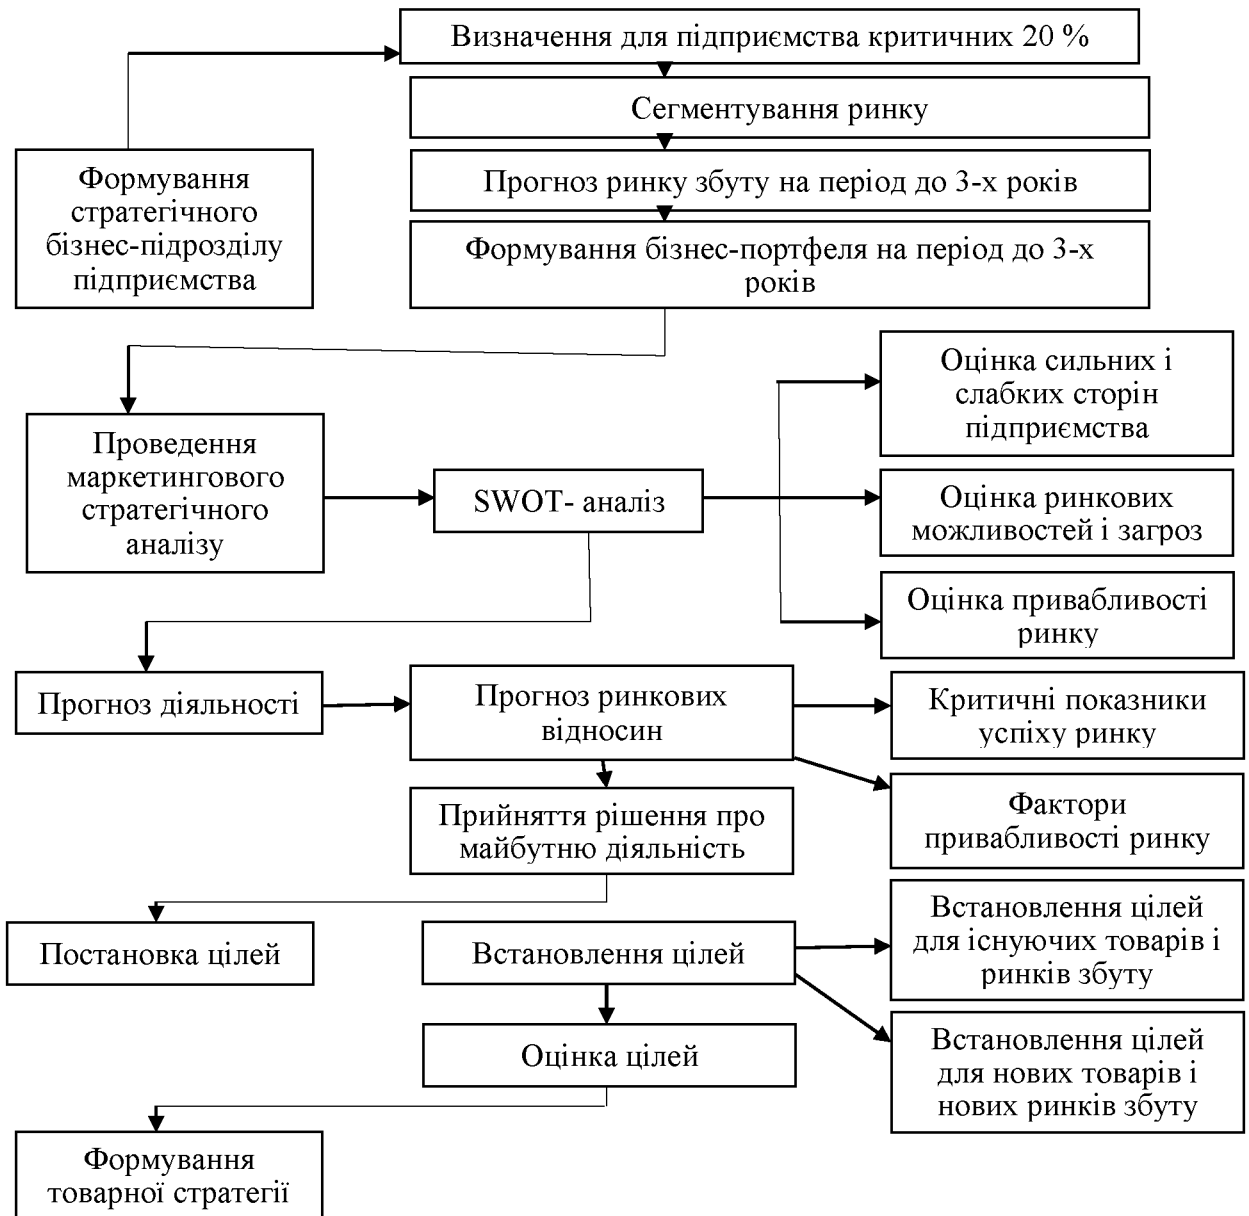 Визначення для підприємства критичних 20 %
Сегментування ринку
Формування
стратегічного
бізнес-підрозділу
підприємства
Прогноз ринку збуту на період до 3-х років
Формування бізнес-портфеля на період до 3-х
років
Оцінка сильних і
слабких сторін
підприємства
Проведення
маркетингового
стратегічного
аналізу
SWOT- аналіз
Оцінка ринкових
можливостей і загроз
Оцінка привабливості
ринку
Прогноз діяльності
Прогноз ринкових
відносин
Критичні показники
успіху ринку
Прийняття рішення про
майбутню діяльність
Фактори
привабливості ринку
Постановка цілей
Встановлення цілей
Встановлення цілей
для існуючих товарів і
ринків збуту
Оцінка цілей
Встановлення цілей
для нових товарів і
нових ринків збуту
Формування
товарної стратегії